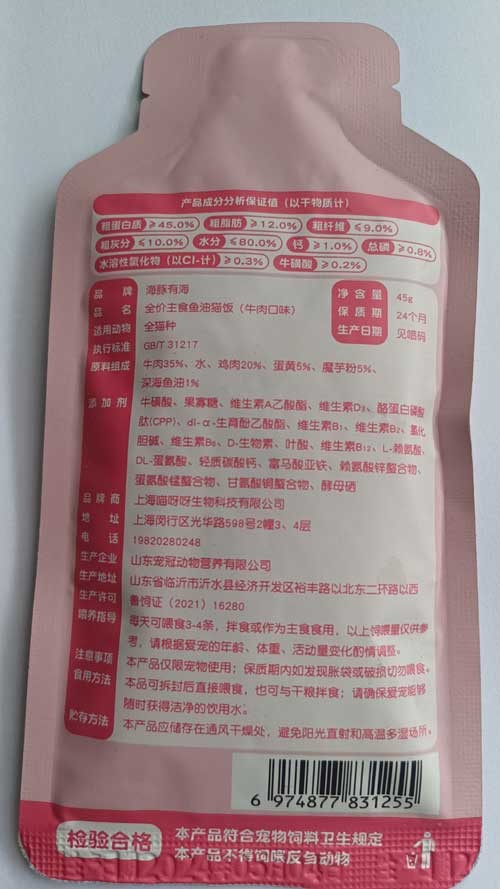 产品成分分析保证值（以干物质计）
粗蛋白质 ≥45.0% 粗脂肪 ≥12.0% 粗纤维 ≤9.0%
粗灰分 ≤10.0% 水分 ≤80.0% 钙 ≥1.0% 总磷 ≥0.8%
水溶性氯化物（以Cl-计）≥0.3% 牛磺酸 ≥0.2%
品牌 海豚有海 净含量 45g
品名 全价主食鱼油猫饭（牛肉口味） 保质期 24个月
适用动物 全猫种 生产日期 见喷码
执行标准 GB/T 31217
原料组成 牛肉35%、水、鸡肉20%、蛋黄5%、魔芋粉5%、
深海鱼油1%
添加剂 牛磺酸、果寡糖、维生素A乙酸酯、维生素D₃、酪蛋白磷酸
肽(CPP)、dl-α-生育酚乙酸酯、维生素B₁、维生素B₂、氯化
胆碱、维生素B₆、D-生物素、叶酸、维生素B₁₂、L-赖氨酸、
DL-蛋氨酸、轻质碳酸钙、富马酸亚铁、赖氨酸锌螯合物、
蛋氨酸锰螯合物、甘氨酸铜螯合物、酵母硒
品牌商 上海喵呀呀生物科技有限公司
地址 上海闵行区光华路598号2幢3、4层
电话 19820280248
生产企业 山东宠冠动物营养有限公司
生产地址 山东省临沂市沂水县经济开发区裕丰路以北东二环路以西
生产许可 鲁饲证（2021）16280
喂养指导 每天可喂食3-4条，拌食或作为主食食用，以上饲喂量仅供参
考，请根据爱宠的年龄、体重、活动量变化酌情调整。
注意事项 本产品仅限宠物使用；保质期内如发现胀袋或破损切勿喂食。
食用方法 本品可拆封后直接喂食，也可与干粮拌食；请确保爱宠能够
随时获得洁净的饮用水。
贮存方法 本产品应储存在通风干燥处，避免阳光直射和高温多湿场所。
6 974877 831255
检验合格 本产品符合宠物饲料卫生规定
本产品不得饲喂反刍动物